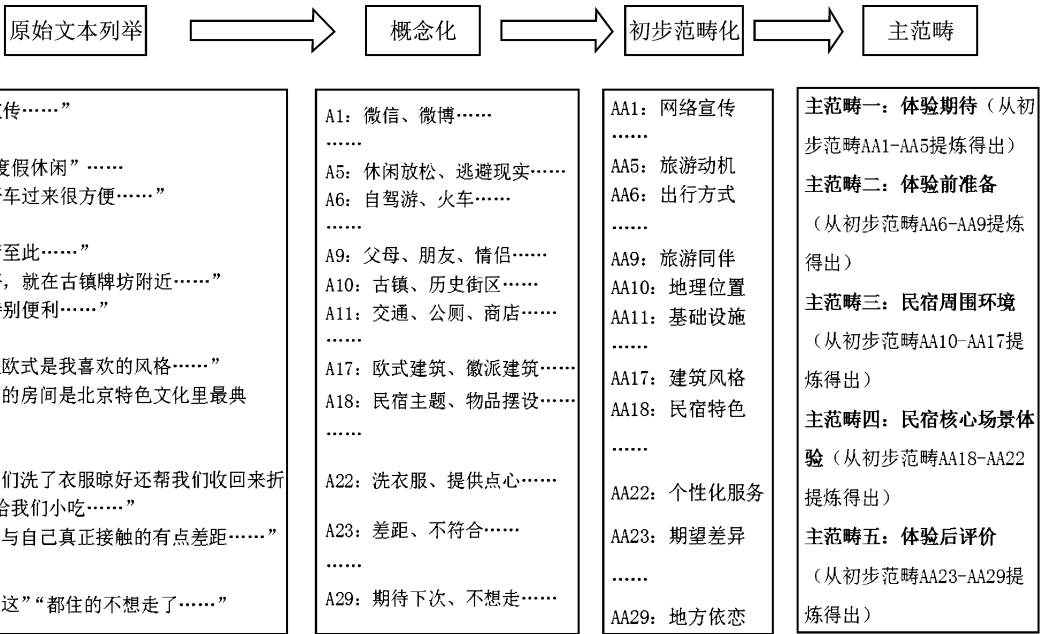 原始文本列举
概念化
初步范畴化
主范畴
传……”
度假休闲”……
车过来很方便……”
至此……”
，就在古镇牌坊附近……”
别便利……”
欧式是我喜欢的风格……”
的房间是北京特色文化里最典
们洗了衣服晾好还帮我们收回来折
给我们小吃……”
与自己真正接触的有点差距……”
这”“都住的不想走了……”
A1：微信、微博……
……
A5：休闲放松、逃避现实……
A6：自驾游、火车……
……
A9：父母、朋友、情侣……
A10：古镇、历史街区……
A11：交通、公厕、商店……
……
A17：欧式建筑、徽派建筑……
A18：民宿主题、物品摆设……
……
A22：洗衣服、提供点心……
A23：差距、不符合……
……
A29：期待下次、不想走……
AA1：网络宣传
……
AA5：旅游动机
AA6：出行方式
……
AA9：旅游同伴
AA10：地理位置
AA11：基础设施
……
AA17：建筑风格
AA18：民宿特色
……
AA22：个性化服务
AA23：期望差异
……
AA29：地方依恋
主范畴一：体验期待（从初
步范畴AA1-AA5提炼得出）
主范畴二：体验前准备
（从初步范畴AA6-AA9提炼
得出）
主范畴三：民宿周围环境
（从初步范畴AA10-AA17提
炼得出）
主范畴四：民宿核心场景体
验（从初步范畴AA18-AA22
提炼得出）
主范畴五：体验后评价
（从初步范畴AA23-AA29提
炼得出）